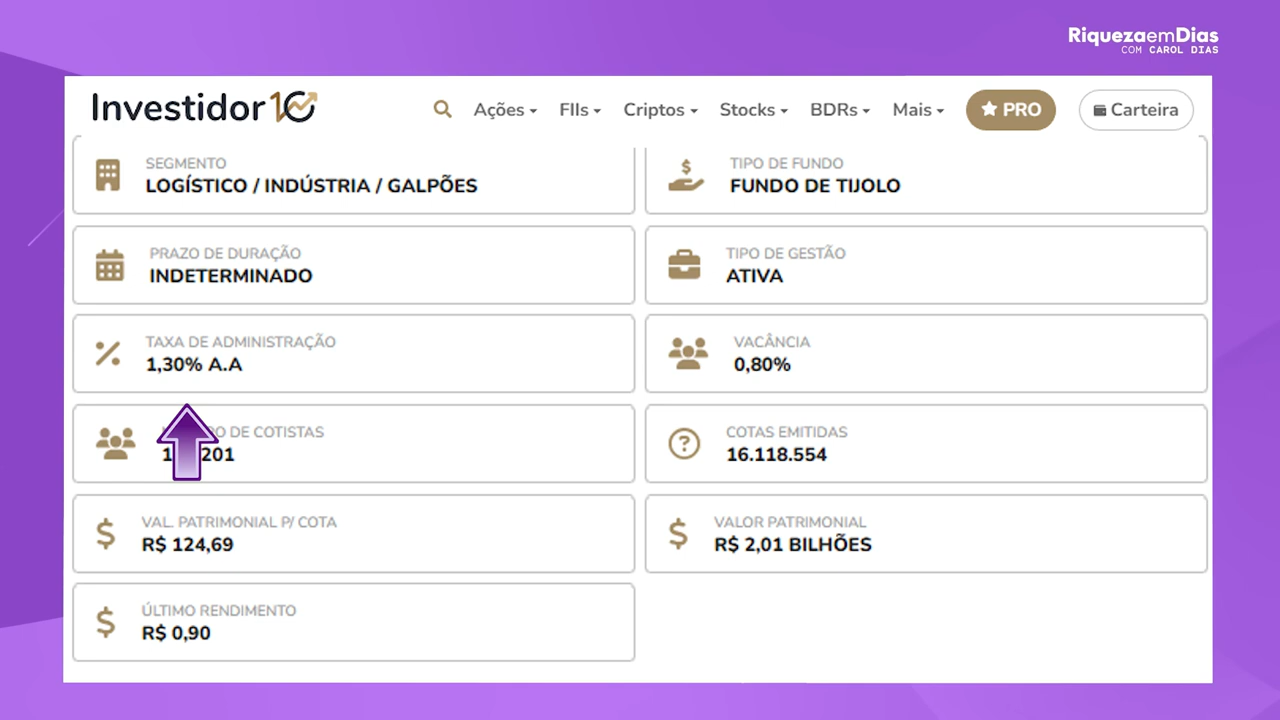 RiquezaemDias
COM CAROL DIAS
Investidor10
Ações
FIIs
Criptos
Stocks
BDRs
Mais
PRO
Carteira
SEGMENTO
LOGÍSTICO / INDÚSTRIA / GALPÕES
TIPO DE FUNDO
FUNDO DE TIJOLO
PRAZO DE DURAÇÃO
INDETERMINADO
TIPO DE GESTÃO
ATIVA
TAXA DE ADMINISTRAÇÃO
1,30% A.A
VACÂNCIA
0,80%
DE COTISTAS
COTAS EMITIDAS
16.118.554
VAL. PATRIMONIAL P/ COTA
R$ 124,69
VALOR PATRIMONIAL
R$ 2,01 BILHÕES
ÚLTIMO RENDIMENTO
R$ 0,90